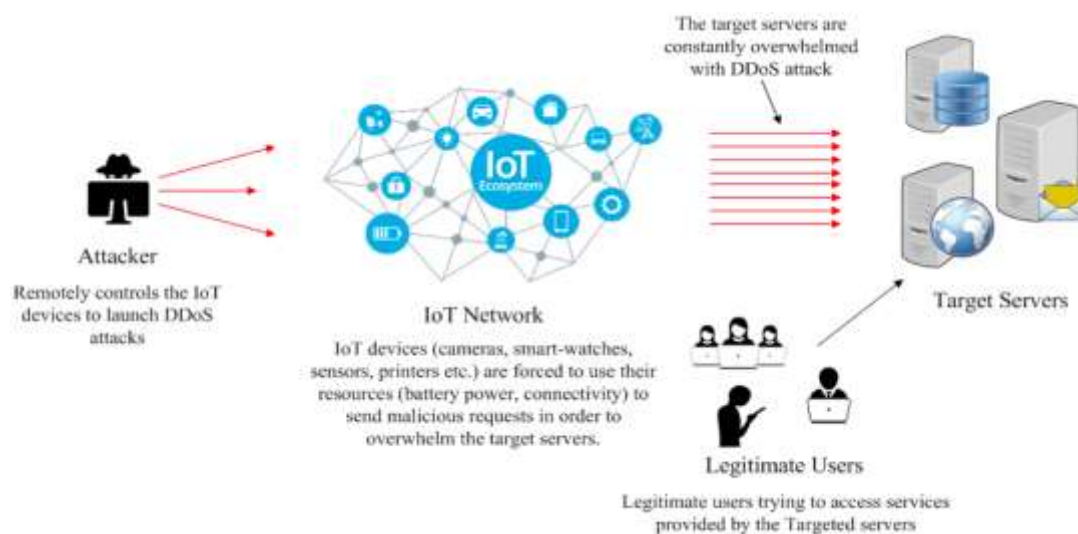 The target servers are
constantly overwhelmed
with DDoS attack
IoT
Ecosystem
Attacker
Remotely controls the IoT
devices to launch DDoS
attacks
IoT Network
IoT devices (cameras, smart-watches,
sensors, printers etc.) are forced to use their
resources (battery power, connectivity) to
send malicious requests in order to
overwhelm the target servers.
Target Servers
Legitimate Users
Legitimate users trying to access services
provided by the Targeted servers